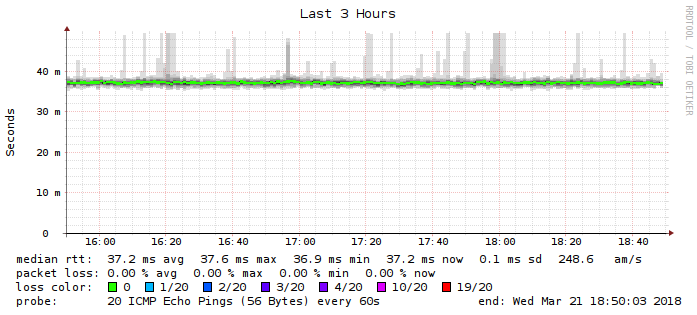 Last 3 Hours
RRDTOOL / TOBI OETIKER
Seconds
40 m
30 m
20 m
10 m
0
16:00 16:20 16:40 17:00 17:20 17:40 18:00 18:20 18:40
median rtt: 37.2 ms avg 37.6 ms max 36.9 ms min 37.2 ms now 0.1 ms sd 248.6 am/s
packet loss: 0.00 % avg 0.00 % max 0.00 % min 0.00 % now
loss color: 0 1/20 2/20 3/20 4/20 10/20 19/20
probe: 20 ICMP Echo Pings (56 Bytes) every 60s end: Wed Mar 21 18:50:03 2018